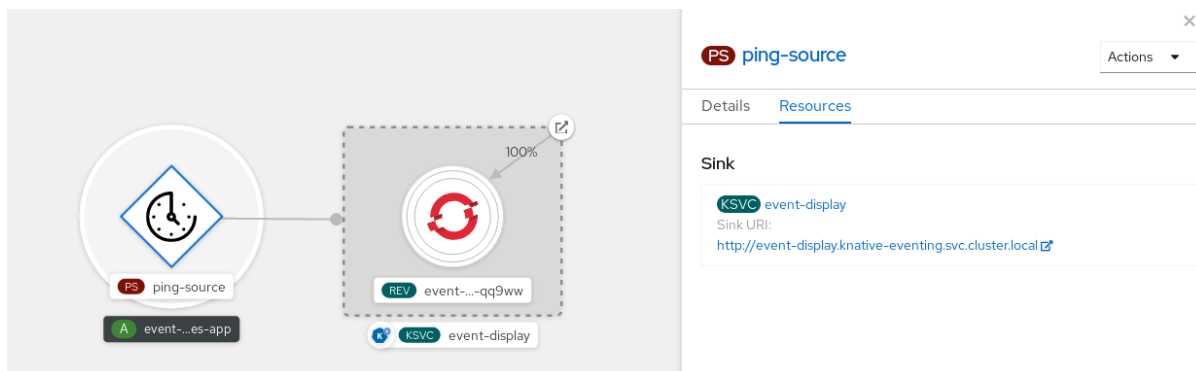 100%
PS ping-source
A event-...es-app
REV event-...-qq9ww
KSVC event-display
PS ping-source
Actions
Details Resources
Sink
KSVC event-display
Sink URI:
http://event-display.knative-eventing.svc.cluster.local